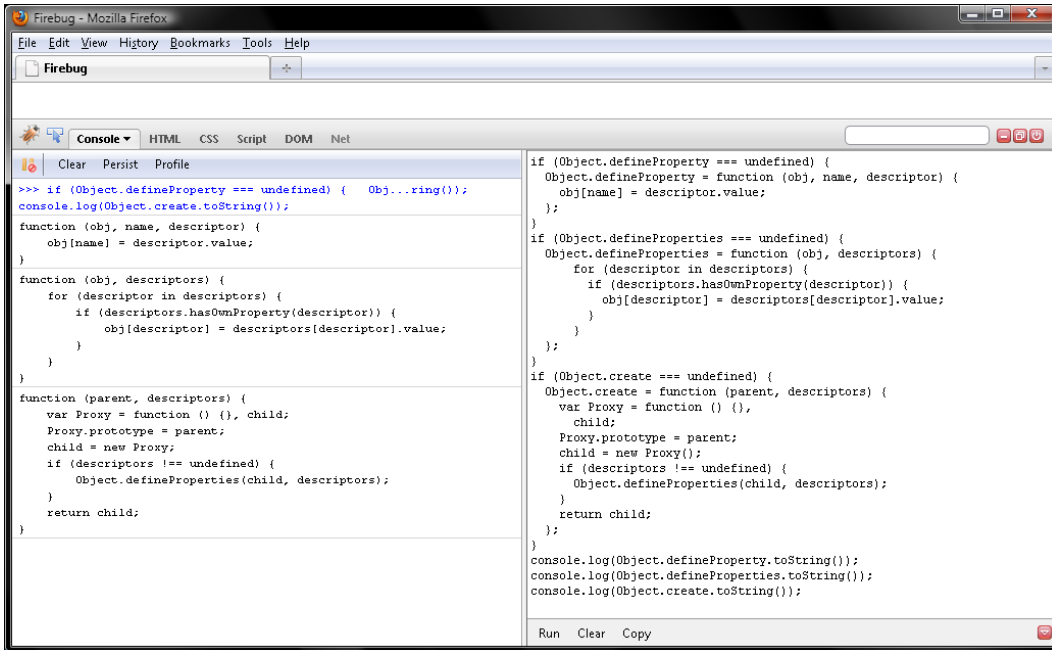 Firebug - Mozilla Firefox
File Edit View History Bookmarks Tools Help
Firebug
Console HTML CSS Script DOM Net
Clear Persist Profile
>>> if (Object.defineProperty === undefined) {   Obj...ring());
console.log(Object.create.toString());
function (obj, name, descriptor) {
    obj[name] = descriptor.value;
}
function (obj, descriptors) {
    for (descriptor in descriptors) {
        if (descriptors.hasOwnProperty(descriptor)) {
            obj[descriptor] = descriptors[descriptor].value;
        }
    }
}
function (parent, descriptors) {
    var Proxy = function () {}, child;
    Proxy.prototype = parent;
    child = new Proxy;
    if (descriptors !== undefined) {
        Object.defineProperties(child, descriptors);
    }
    return child;
}
if (Object.defineProperty === undefined) {
  Object.defineProperty = function (obj, name, descriptor) {
    obj[name] = descriptor.value;
  };
}
if (Object.defineProperties === undefined) {
  Object.defineProperties = function (obj, descriptors) {
      for (descriptor in descriptors) {
        if (descriptors.hasOwnProperty(descriptor)) {
          obj[descriptor] = descriptors[descriptor].value;
        }
      }
  };
}
if (Object.create === undefined) {
  Object.create = function (parent, descriptors) {
    var Proxy = function () {},
      child;
    Proxy.prototype = parent;
    child = new Proxy();
    if (descriptors !== undefined) {
      Object.defineProperties(child, descriptors);
    }
    return child;
  };
}
console.log(Object.defineProperty.toString());
console.log(Object.defineProperties.toString());
console.log(Object.create.toString());
Run Clear Copy